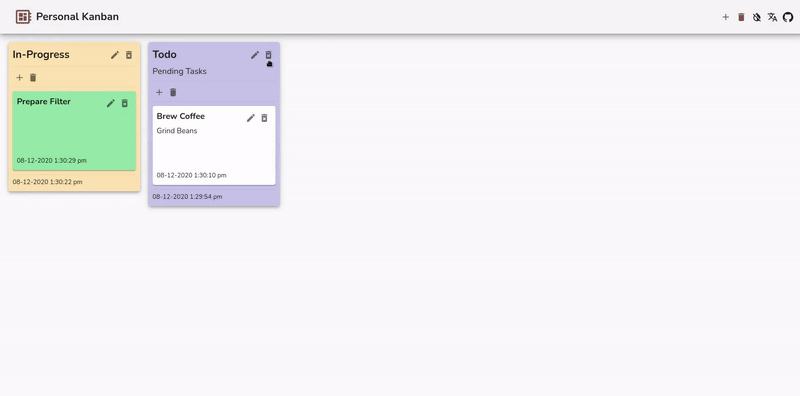 Personal Kanban
In-Progress
Prepare Filter
08-12-2020 1:30:29 pm
08-12-2020 1:30:22 pm
Todo
Pending Tasks
Brew Coffee
Grind Beans
08-12-2020 1:30:10 pm
08-12-2020 1:29:54 pm